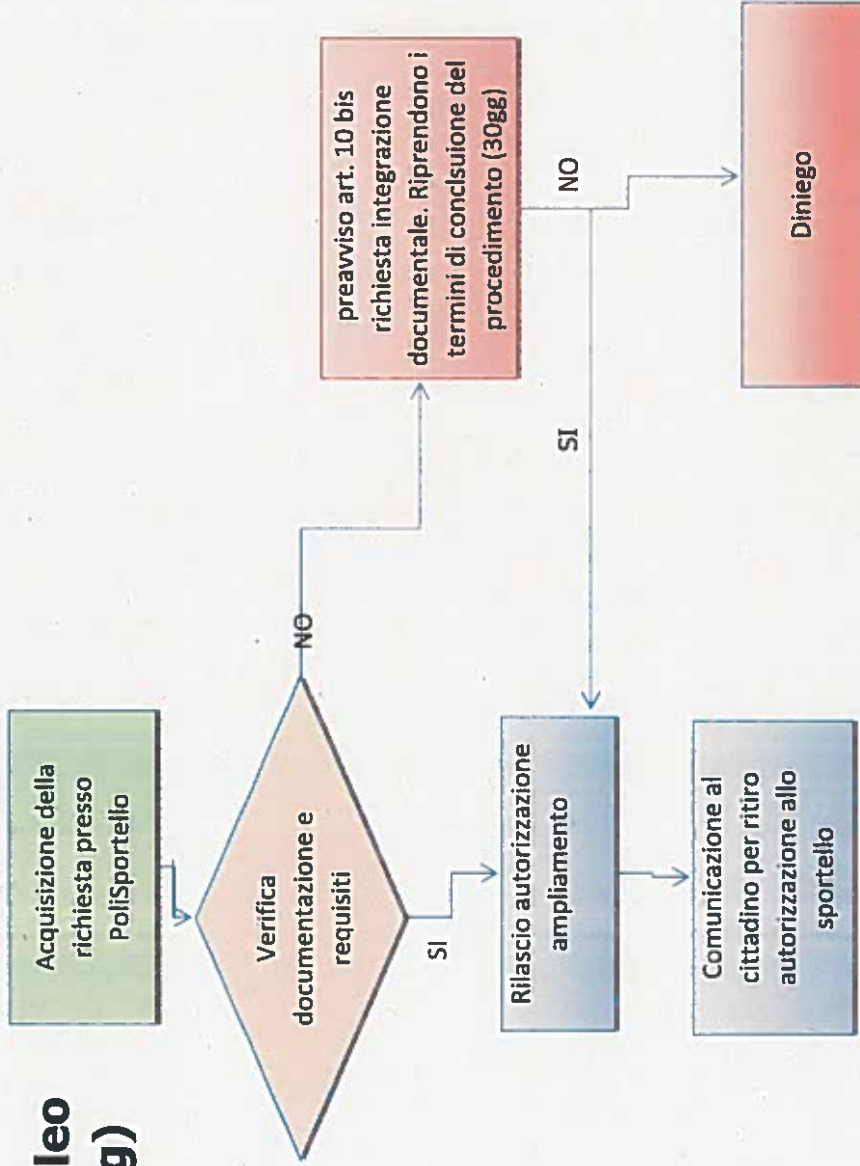 leo
g)
Acquisizione della
richiesta presso
PoliSportello
Verifica
documentazione e
requisiti
NO
SI
preavviso art. 10 bis
richiesta integrazione
documentale. Riprendono i
termini di conclsuione del
procedimento (30gg)
NO
SI
Rilascio autorizzazione
ampliamento
Comunicazione al
cittadino per ritiro
autorizzazione allo
sportello
Diniego